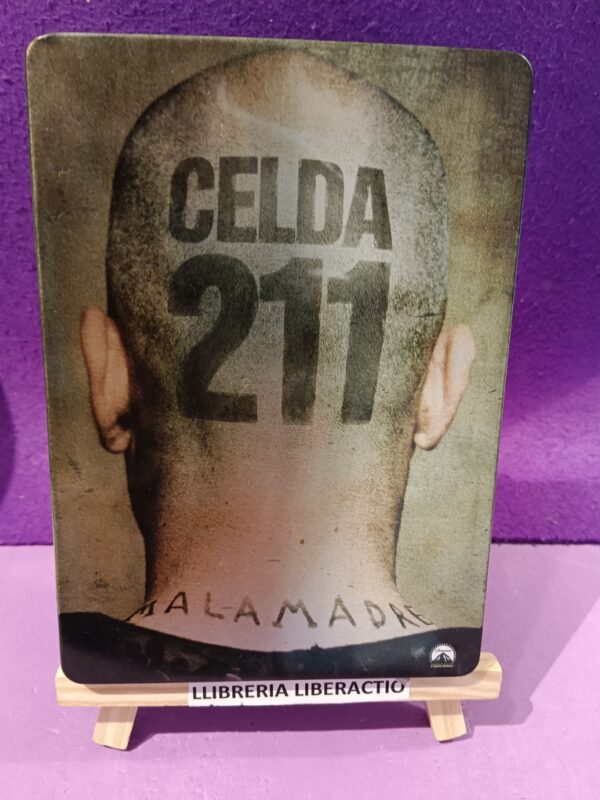 CELDA
211
MALAMADRE
LLIBRERIA LIBERACTIO